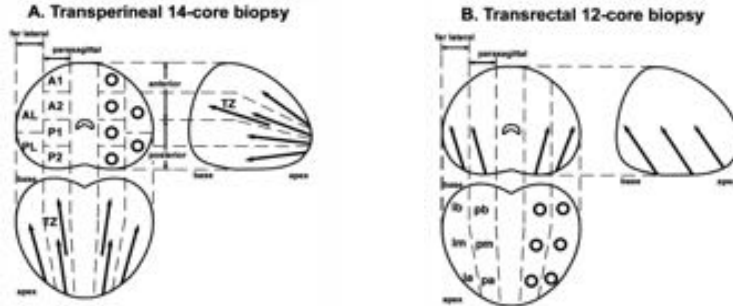 A. Transperineal 14-core biopsy
far lateral
parasagittal
A1
A2
AL
P1
PL
P2
TZ
anterior
posterior
base
apex
base
TZ
apex
B. Transrectal 12-core biopsy
far lateral
parasagittal
base
apex
base
lb
pb
lm
pm
la
pa
apex